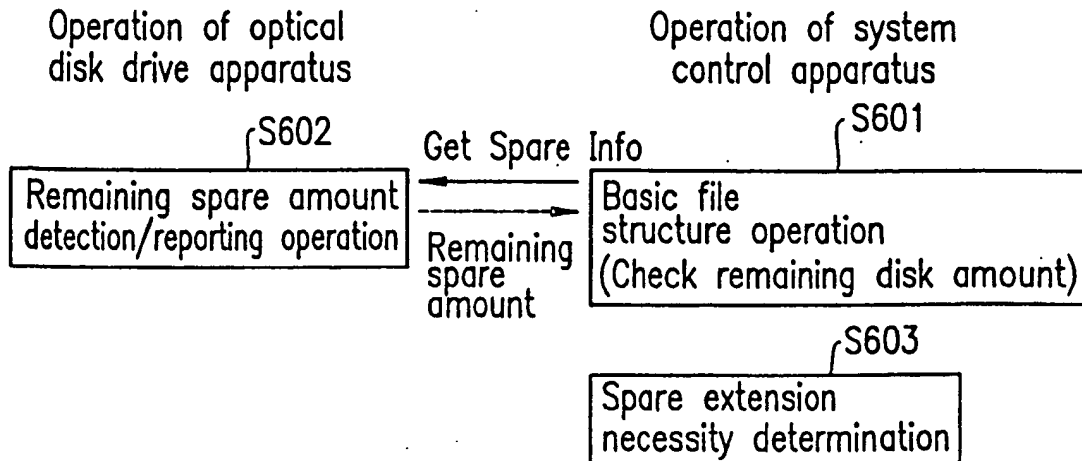 Operation of optical
disk drive apparatus
Operation of system
control apparatus
S602
Get Spare Info
S601
Remaining spare amount
detection/reporting operation
Remaining
spare
amount
Basic file
structure operation
(Check remaining disk amount)
S603
Spare extension
necessity determination